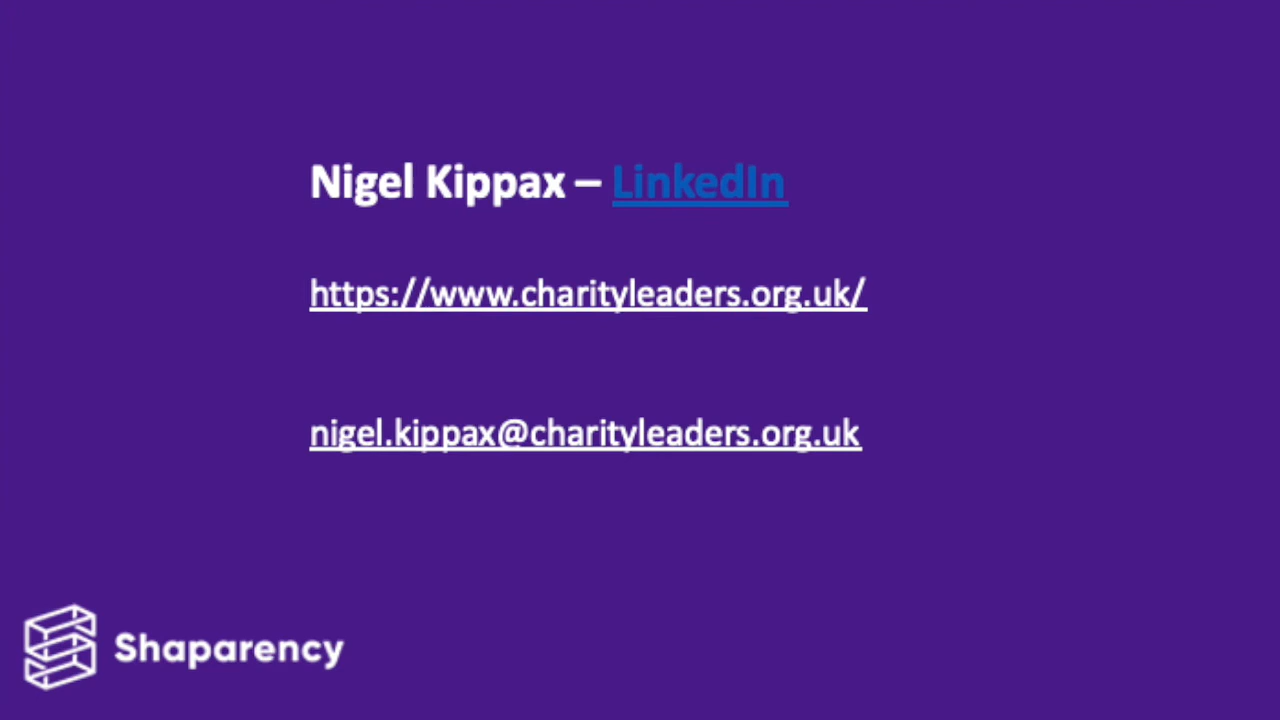 Nigel Kippax – LinkedIn
https://www.charityleaders.org.uk/
nigel.kippax@charityleaders.org.uk
Shaparency